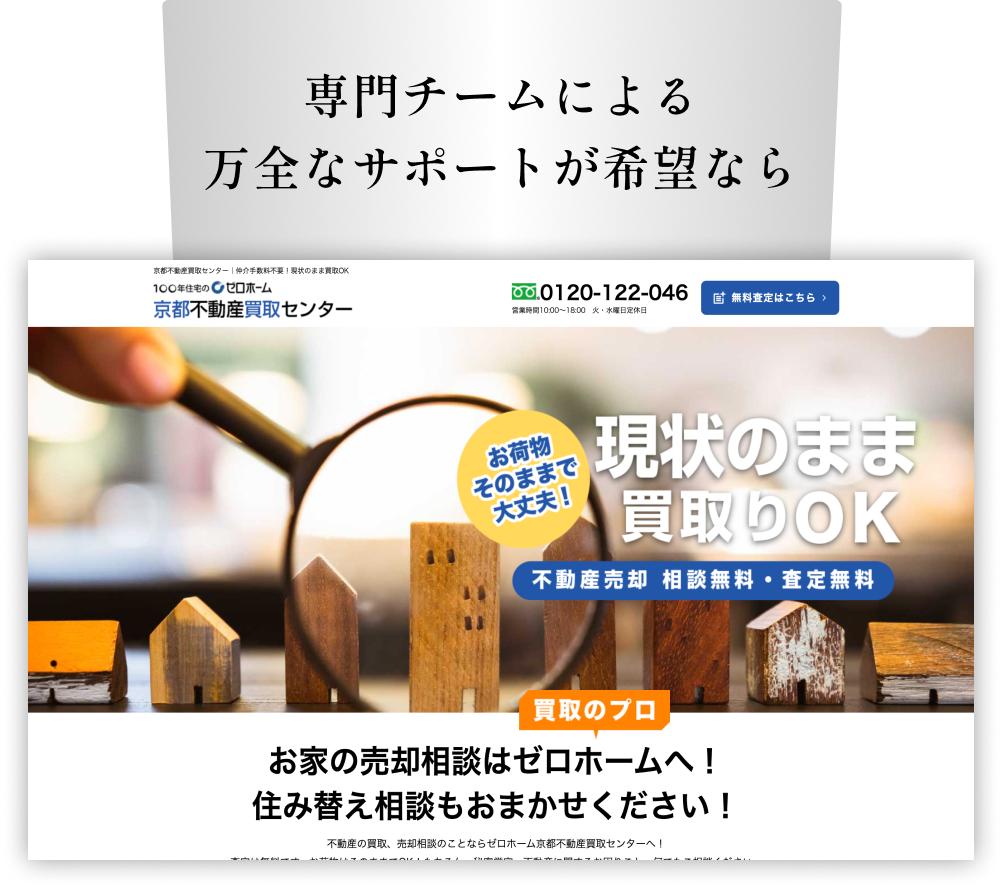 専門チームによる
万全なサポートが希望なら
京都不動産買取センター｜仲介手数料不要！現状のまま買取OK
100年住宅の ゼロホーム
京都不動産買取センター
0120-122-046
営業時間10:00〜18:00 火・水曜日定休日
無料査定はこちら
お荷物
そのままで
大丈夫！
現状のまま
買取りOK
不動産売却 相談無料・査定無料
買取のプロ
お家の売却相談はゼロホームへ！
住み替え相談もおまかせください！
不動産の買取、売却相談のことならゼロホーム京都不動産買取センターへ！